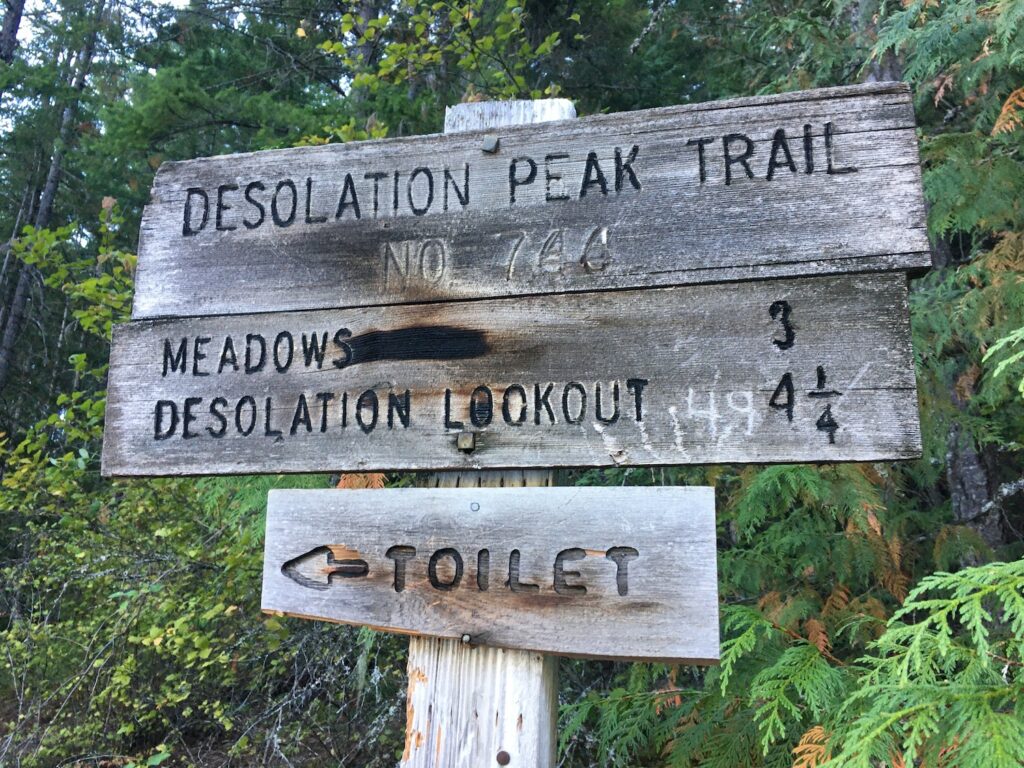 DESOLATION PEAK TRAIL
NO 746
MEADOWS 3
DESOLATION LOOKOUT 4 1/4
TOILET